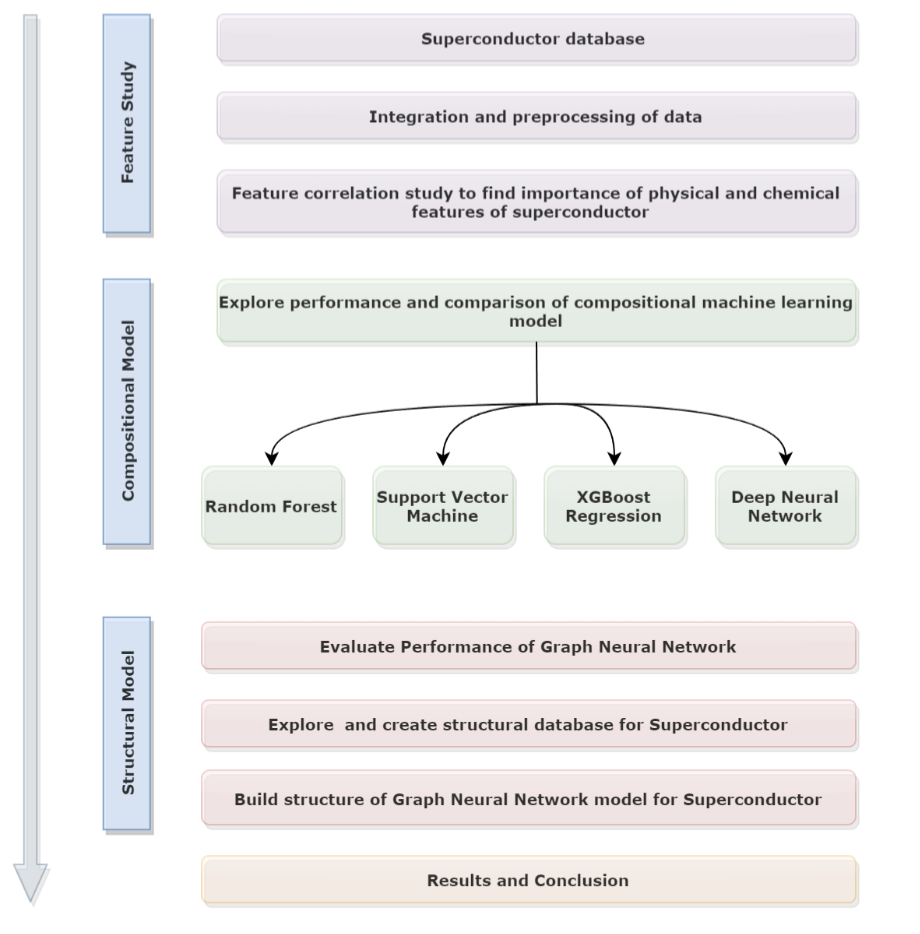 Feature Study
Superconductor database
Integration and preprocessing of data
Feature correlation study to find importance of physical and chemical
features of superconductor
Compositional Model
Explore performance and comparison of compositional machine learning
model
Random Forest
Support Vector
Machine
XGBoost
Regression
Deep Neural
Network
Structural Model
Evaluate Performance of Graph Neural Network
Explore  and create structural database for Superconductor
Build structure of Graph Neural Network model for Superconductor
Results and Conclusion